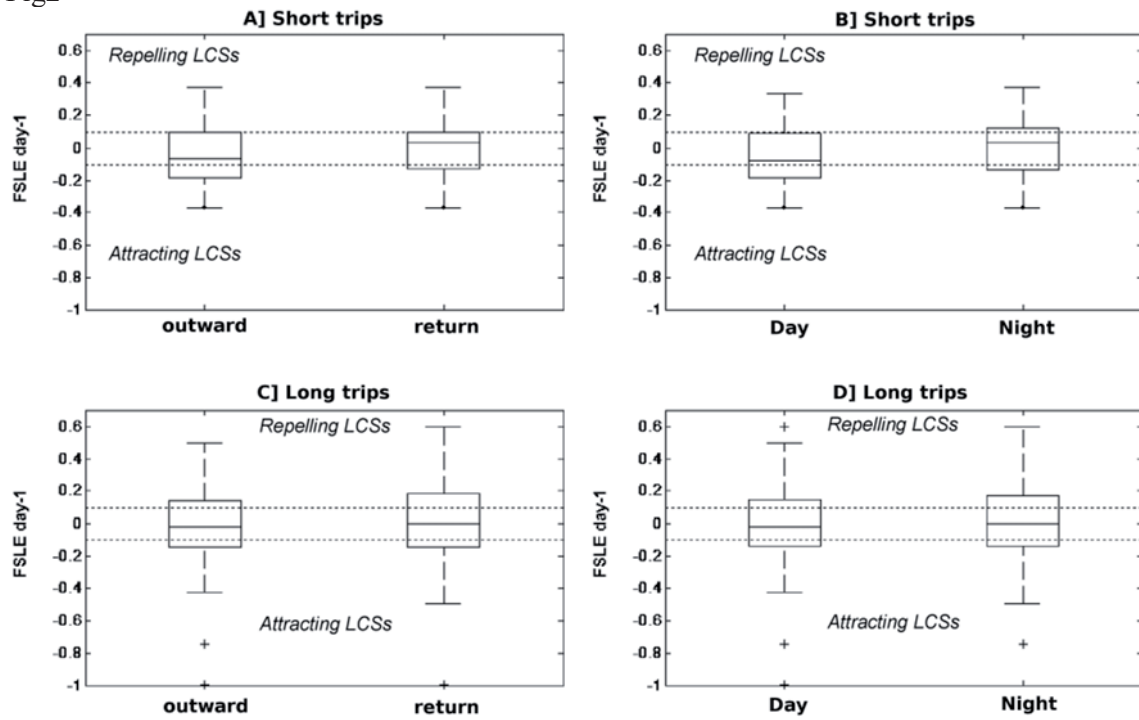 A] Short trips
0.6
0.4
0.2
0
-0.2
-0.4
-0.6
-0.8
-1
FSLE day-1
Repelling LCSs
Attracting LCSs
outward return
B] Short trips
0.6
0.4
0.2
0
-0.2
-0.4
-0.6
-0.8
-1
FSLE day-1
Repelling LCSs
Attracting LCSs
Day Night
C] Long trips
0.6
0.4
0.2
0
-0.2
-0.4
-0.6
-0.8
-1
FSLE day-1
Repelling LCSs
Attracting LCSs
outward return
D] Long trips
0.6
0.4
0.2
0
-0.2
-0.4
-0.6
-0.8
-1
FSLE day-1
Repelling LCSs
Attracting LCSs
Day Night